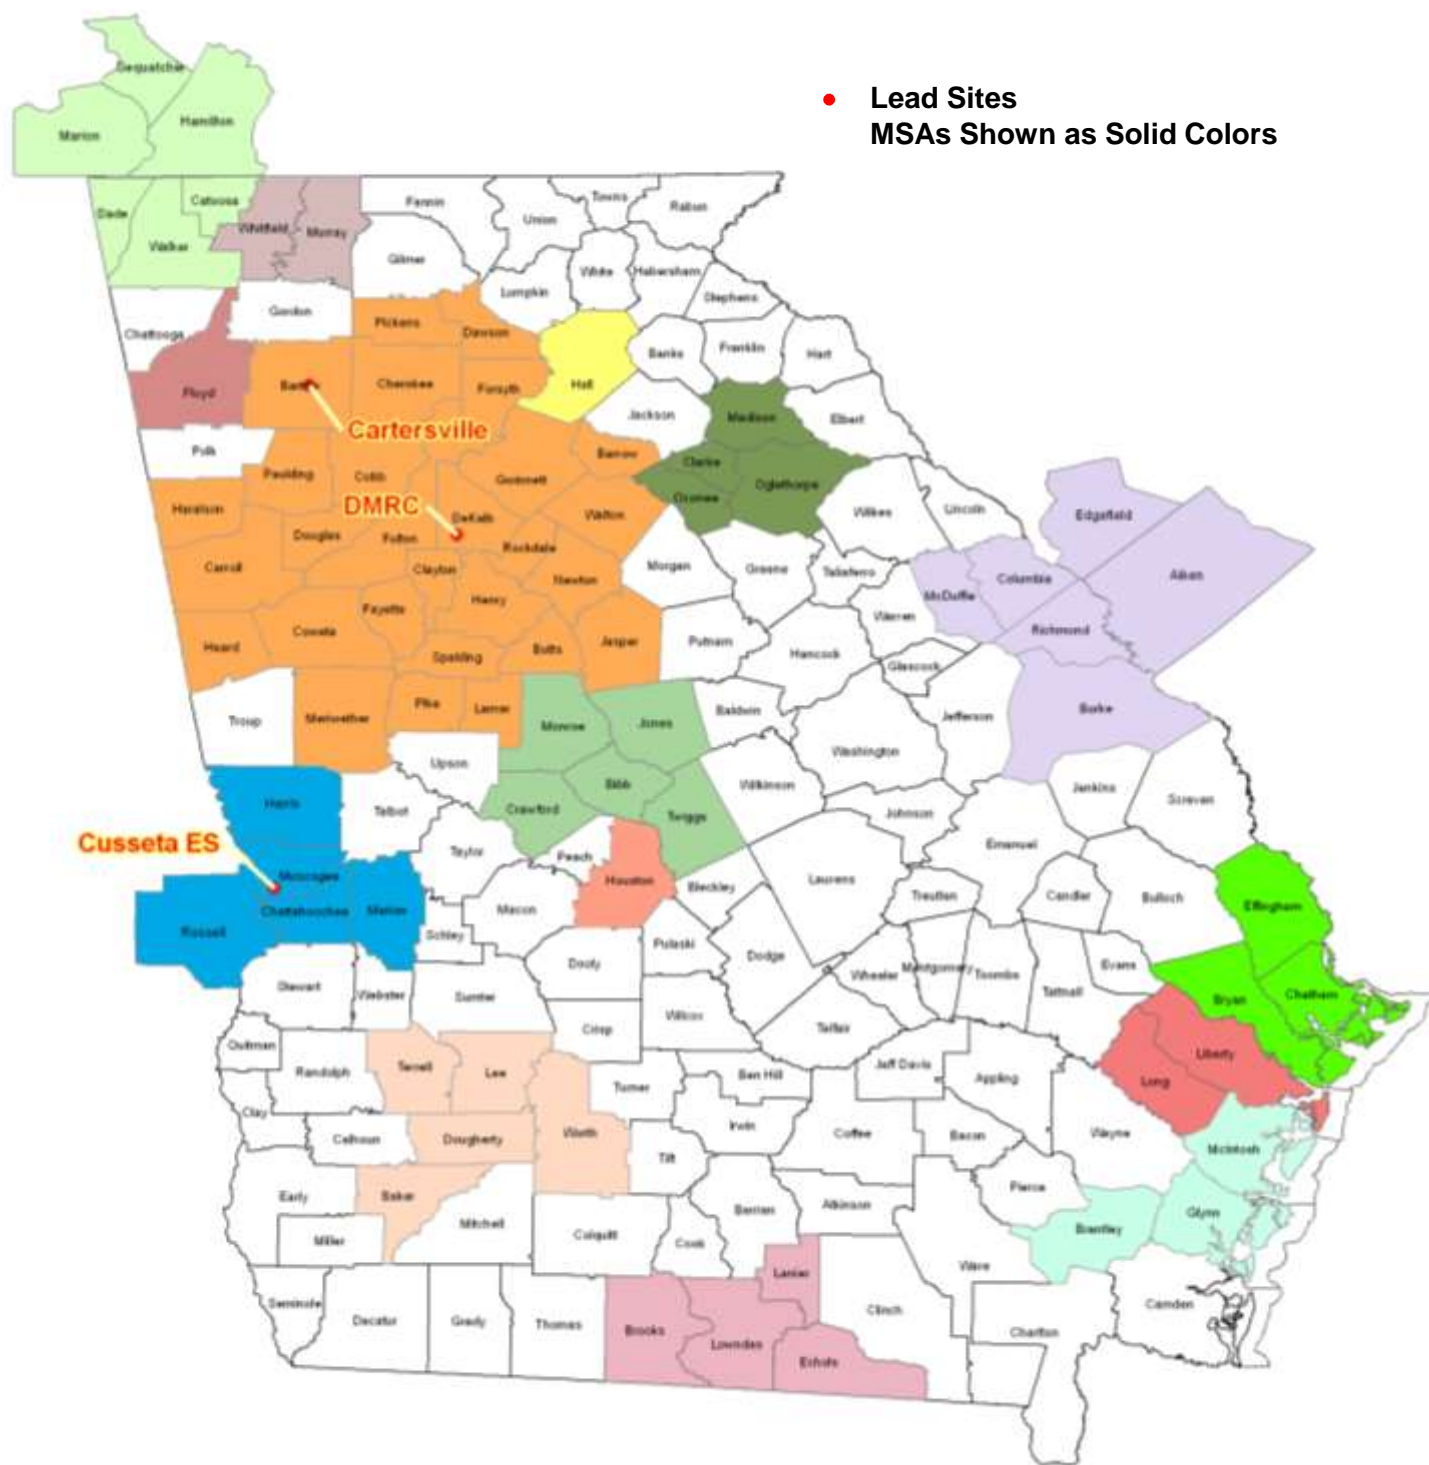 Lead Sites
MSAs Shown as Solid Colors
Sequatchie
Marion
Hamilton
Dade
Catoosa
Walker
Whitfield
Murray
Fannin
Union
Towns
Rabun
Gilmer
Lumpkin
White
Habersham
Stephens
Chattooga
Gordon
Pickens
Dawson
Banks
Franklin
Hart
Floyd
Cherokee
Forsyth
Hall
Cartersville
Jackson
Madison
Elbert
Polk
Paulding
Cobb
Gwinnett
Barrow
Clarke
Oconee
Oglethorpe
Haralson
DMRC
DeKalb
Walton
Wilkes
Lincoln
Edgefield
Douglas
Fulton
Rockdale
Carroll
Clayton
Newton
Morgan
Greene
Taliaferro
McDuffie
Columbia
Aiken
Fayette
Henry
Warren
Richmond
Heard
Coweta
Spalding
Butts
Jasper
Putnam
Hancock
Glascock
Troup
Meriwether
Pike
Lamar
Monroe
Jones
Baldwin
Jefferson
Burke
Upson
Bibb
Washington
Harris
Talbot
Crawford
Twiggs
Wilkinson
Johnson
Jenkins
Screven
Cusseta ES
Muscogee
Taylor
Peach
Houston
Bleckley
Laurens
Emanuel
Russell
Chattahoochee
Marion
Schley
Macon
Treutlen
Candler
Bulloch
Effingham
Stewart
Webster
Sumter
Dooly
Pulaski
Dodge
Wheeler
Montgomery
Toombs
Tattnall
Evans
Bryan
Chatham
Quitman
Randolph
Terrell
Lee
Crisp
Wilcox
Telfair
Liberty
Long
Clay
Calhoun
Dougherty
Worth
Turner
Ben Hill
Irwin
Jeff Davis
Appling
Coffee
Bacon
Wayne
McIntosh
Early
Baker
Mitchell
Tift
Berrien
Atkinson
Pierce
Brantley
Glynn
Miller
Colquitt
Cook
Lanier
Ware
Seminole
Decatur
Grady
Thomas
Brooks
Lowndes
Echols
Clinch
Charlton
Camden